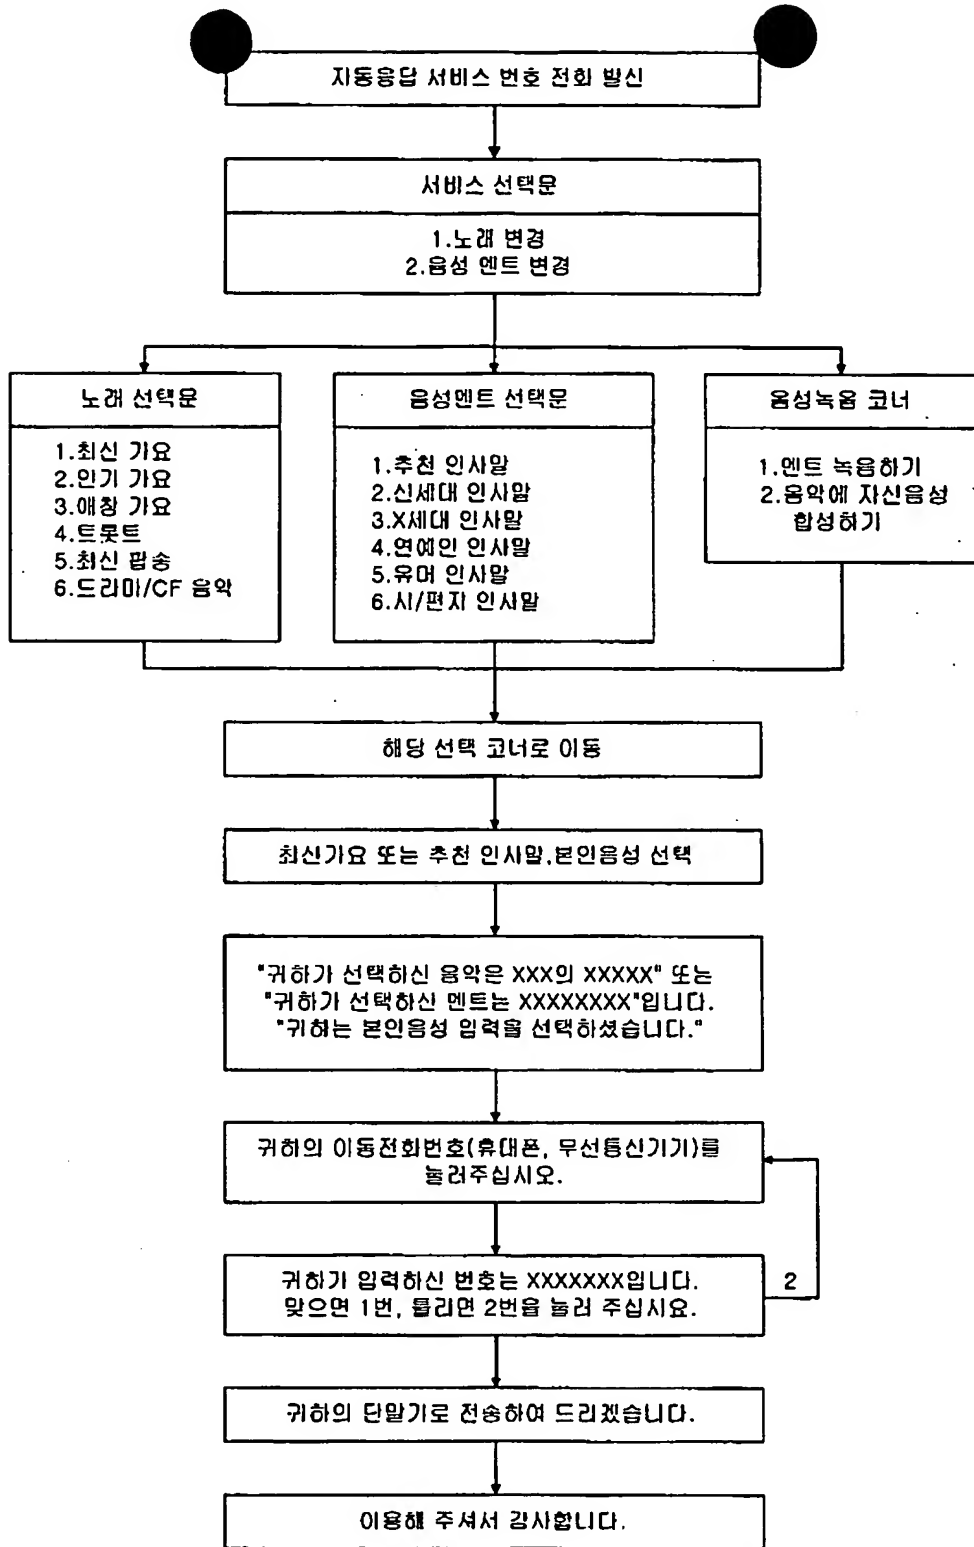 자동응답 서비스 번호 전화 발신
서비스 선택문
1.노래 변경
2.음성 멘트 변경
노래 선택문
1.최신 가요
2.인기 가요
3.애창 가요
4.트롯트
5.최신 팝송
6.드라마/CF 음악
음성멘트 선택문
1.추천 인사말
2.신세대 인사말
3.X세대 인사말
4.연예인 인사말
5.유머 인사말
6.시/편지 인사말
음성녹음 코너
1.멘트 녹음하기
2.음악에 자신음성
합성하기
해당 선택 코너로 이동
최신가요 또는 추천 인사말,본인음성 선택
"귀하가 선택하신 음악은 XXX의 XXXXX" 또는
"귀하가 선택하신 멘트는 XXXXXXXX"입니다.
"귀하는 본인음성 입력을 선택하셨습니다."
귀하의 이동전화번호(휴대폰, 무선통신기기)를
눌러주십시오.
귀하가 입력하신 번호는 XXXXXXX입니다.
맞으면 1번, 틀리면 2번을 눌러 주십시요.
2
귀하의 단말기로 전송하여 드리겠습니다.
이용해 주셔서 감사합니다.